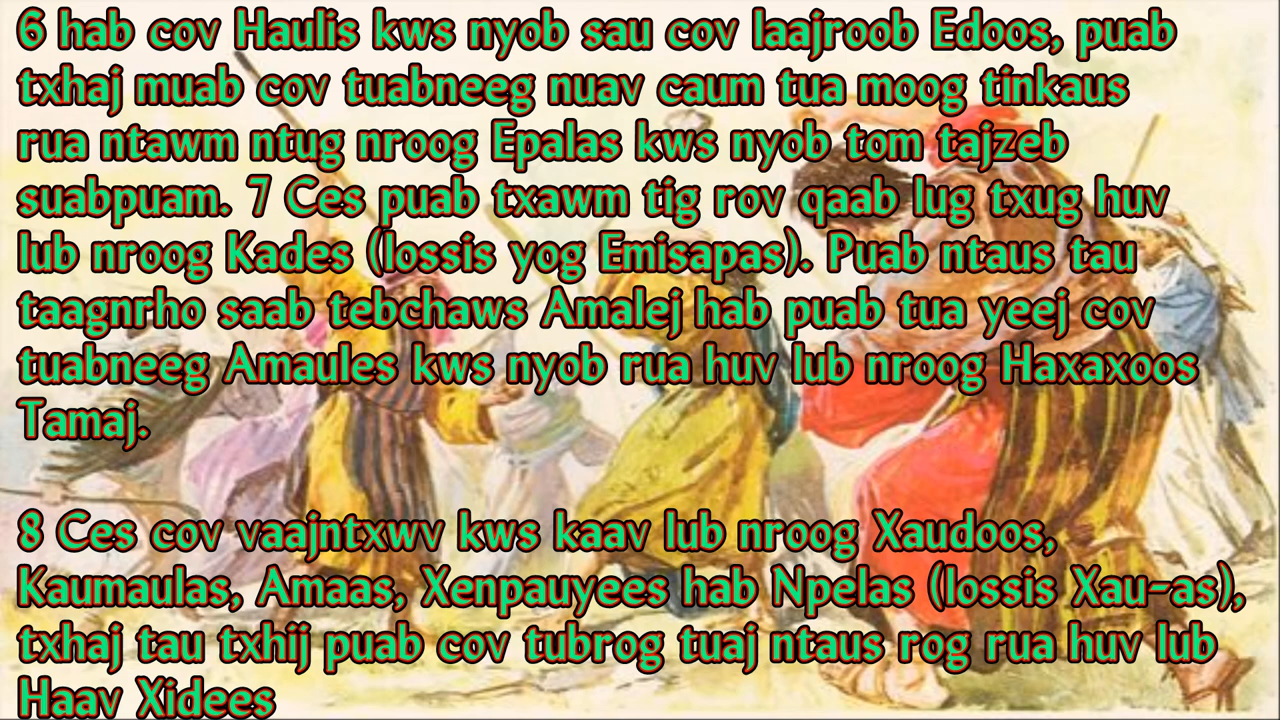 6 hab cov Haulis kws nyob sau cov laajroob Edoos, puab
txhaj muab cov tuabneeg nuav caum tua moog tinkaus
rua ntawm ntug nroog Epalas kws nyob tom tajzeb
suabpuam. 7 Ces puab txawm tig rov qaab lug txug huv
lub nroog Kades (lossis yog Emisapas). Puab ntaus tau
taagnrho saab tebchaws Amalej hab puab tua yeej cov
tuabneeg Amaules kws nyob rua huv lub nroog Haxaxoos
Tamaj.
8 Ces cov vaajntxwv kws kaav lub nroog Xaudoos,
Kaumaulas, Amaas, Xenpauyees hab Npelas (lossis Xau-as),
txhaj tau txhij puab cov tubrog tuaj ntaus rog rua huv lub
Haav Xidees